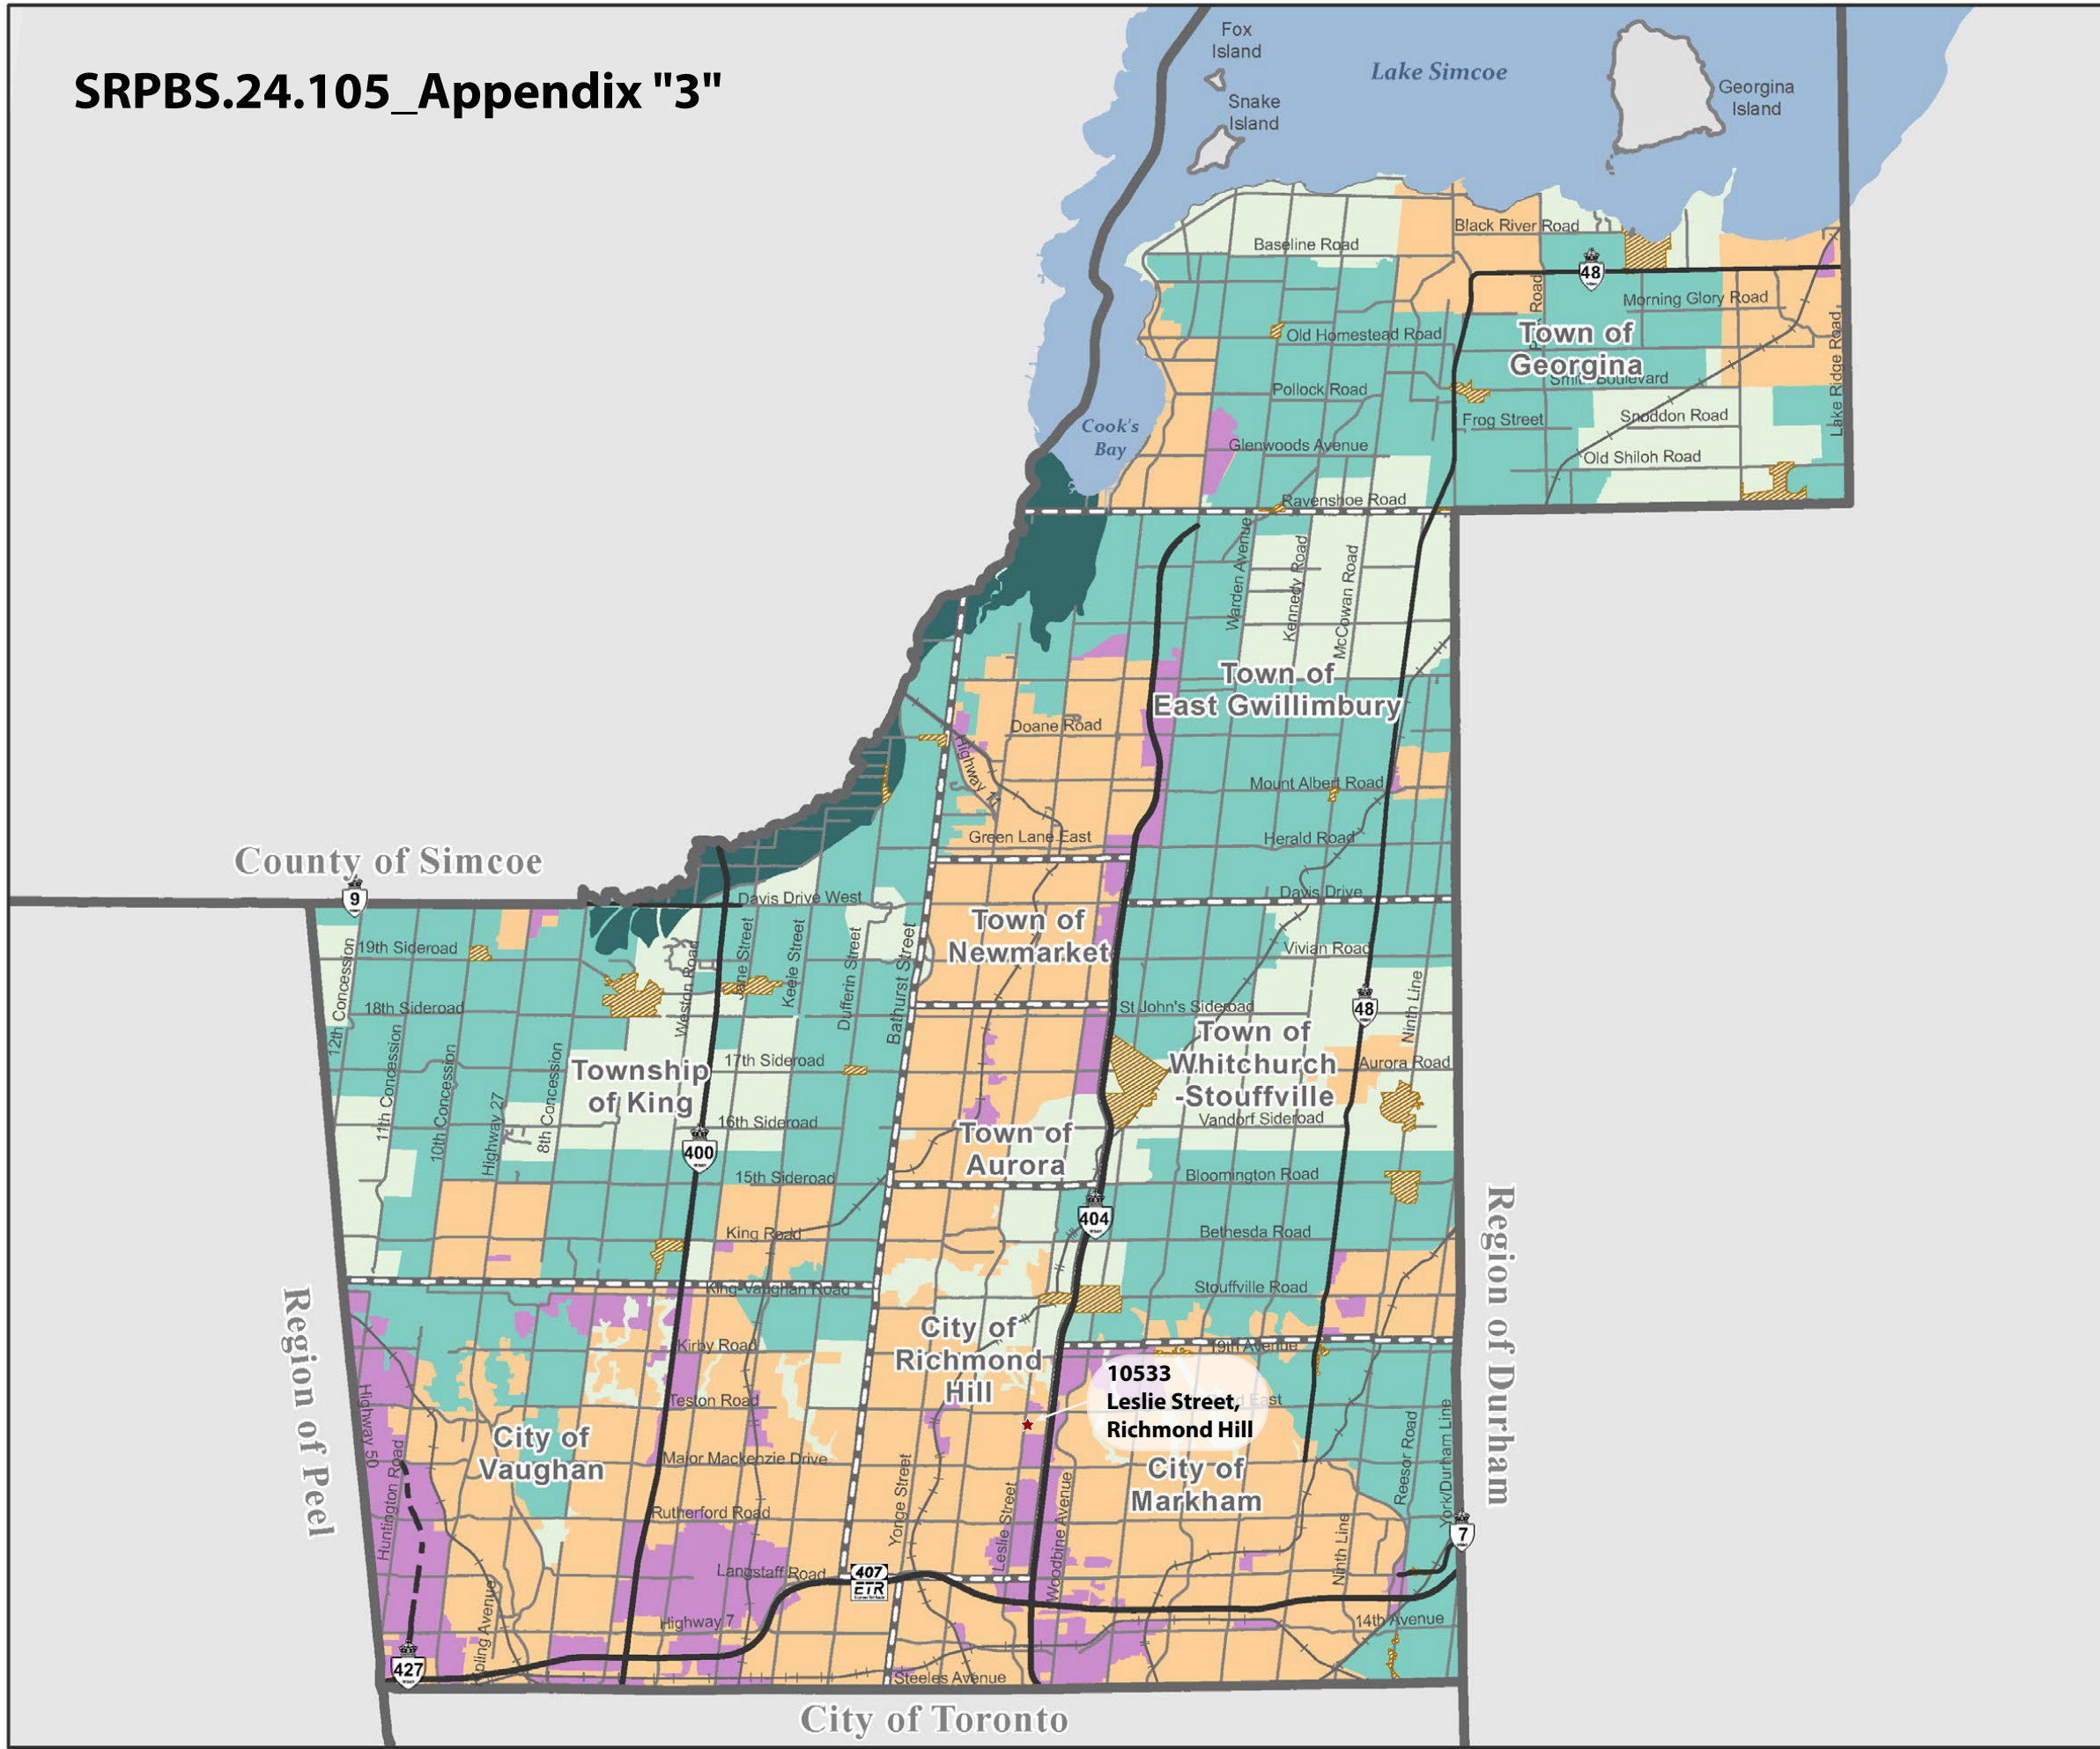 SRPBS.24.105_Appendix "3"
Fox
Island
Lake Simcoe
Georgina
Island
Snake
Island
Black River Road
Baseline Road
48
Morning Glory Road
Road
Old Homestead Road
Town of
Georgina
Lake Ridge Road
Smith Boulevard
Pollock Road
Frog Street
Snoddon Road
Cook's
Bay
Glenwoods Avenue
Old Shiloh Road
Ravenshoe Road
Warden Avenue
Kennedy Road
McCowan Road
Town of
East Gwillimbury
Doane Road
Highway 11
Mount Albert Road
Green Lane East
Herald Road
County of Simcoe
9
Davis Drive West
Davis Drive
Town of
Newmarket
19th Sideroad
12th Concession
Weston Road
Jane Street
Keele Street
Dufferin Street
Bathurst Street
Vivian Road
18th Sideroad
St John's Sideroad
48
Ninth Line
Town of
Whitchurch
-Stouffville
Aurora Road
17th Sideroad
Township
of King
11th Concession
10th Concession
Highway 27
8th Concession
16th Sideroad
Vandorf Sideroad
Town of
Aurora
400
15th Sideroad
Bloomington Road
404
King Road
Bethesda Road
Region of Durham
King-Vaughan Road
Stouffville Road
Region of Peel
City of
Richmond
Hill
Kirby Road
19th Avenue
10533
Leslie Street,
Richmond Hill
East
Highway 50
Teston Road
City of
Vaughan
Huntington Road
Major Mackenzie Drive
Yonge Street
Leslie Street
Woodbine Avenue
City of
Markham
Reesor Road
York/Durham Line
Rutherford Road
Ninth Line
7
Langstaff Road
407
ETR
Highway 7
14th Avenue
427
Steeles Avenue
City of Toronto